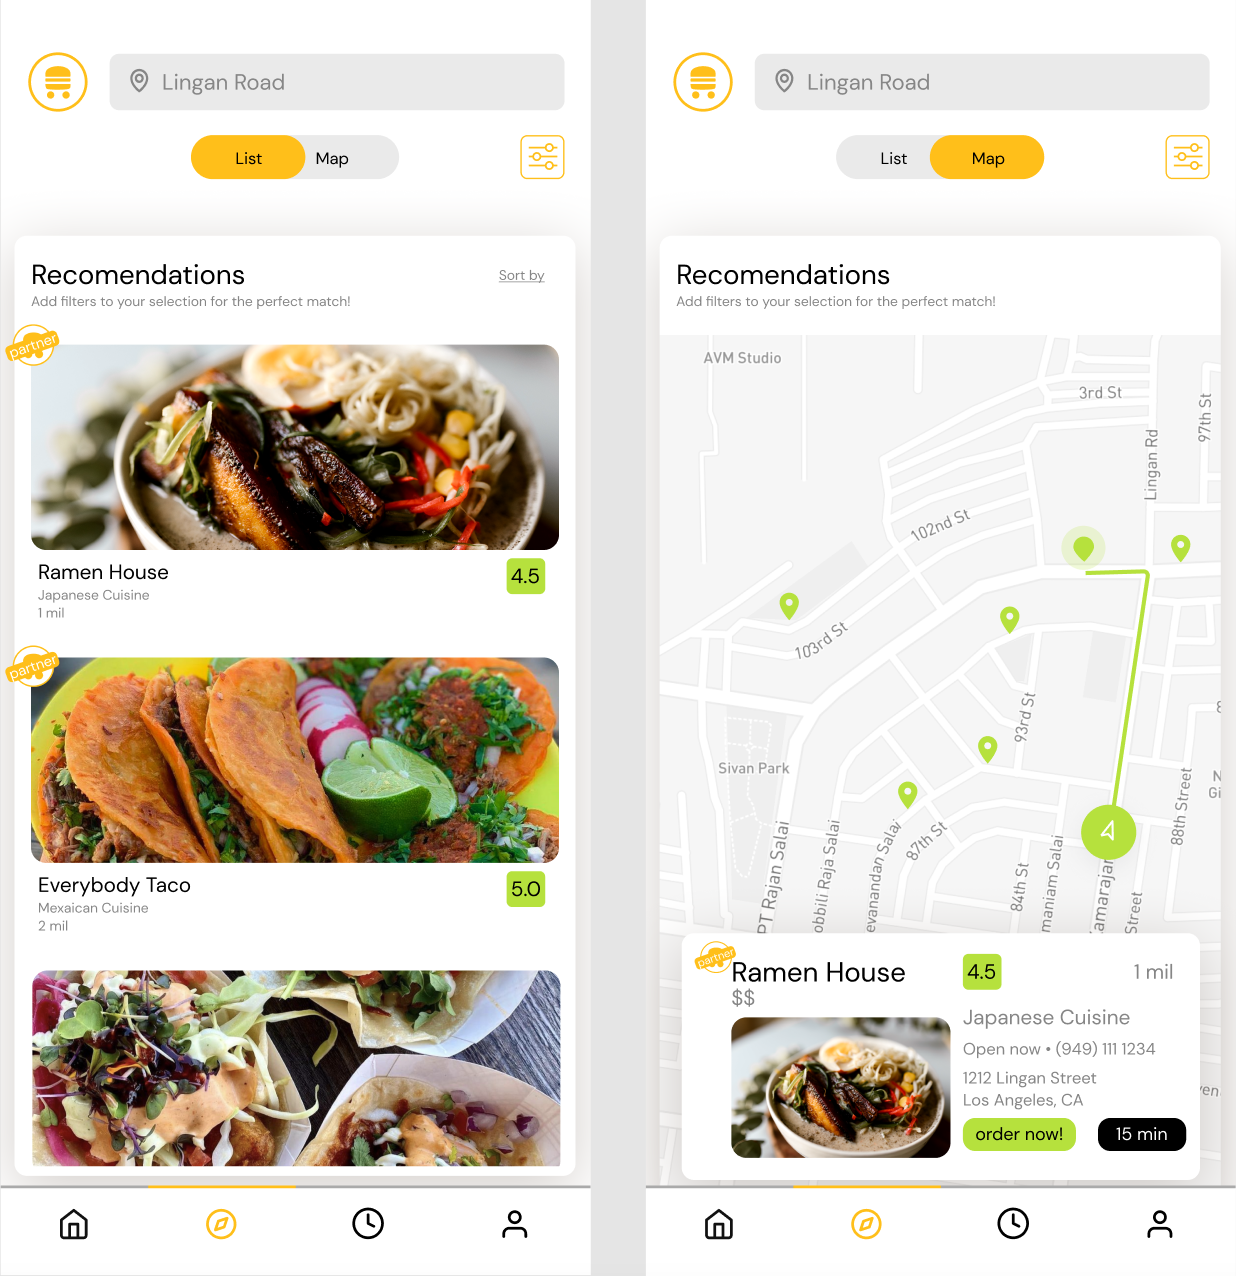 Lingan Road
List Map
Recomendations
Sort by
Add filters to your selection for the perfect match!
partner
Ramen House
4.5
Japanese Cuisine
1 mil
partner
Everybody Taco
5.0
Mexaican Cuisine
2 mil
Lingan Road
List Map
Recomendations
Add filters to your selection for the perfect match!
AVM Studio
3rd St
97th St
Lingan Rd
102nd St
103rd St
93rd St
Sivan Park
88th Street
87th St
PT Rajan Salai
obbili Raja Salai
evanandan Salai
84th St
maniam Salai
amarajar
Street
N
Gi
partner
Ramen House
4.5
1 mil
$$
Japanese Cuisine
Open now • (949) 111 1234
1212 Lingan Street
Los Angeles, CA
order now!
15 min
ven